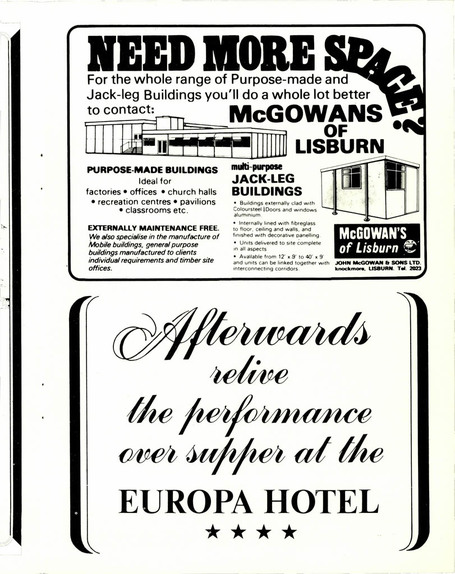 NEED MORE SPACE?
For the whole range of Purpose-made and
Jack-leg Buildings you'll do a whole lot better
to contact:
McGOWANS
OF
LISBURN
PURPOSE-MADE BUILDINGS
Ideal for
factories • offices • church halls
• recreation centres • pavilions
• classrooms etc.
EXTERNALLY MAINTENANCE FREE.
We also specialise in the manufacture of
Mobile buildings, general purpose
buildings manufactured to clients
individual requirements and timber site
offices.
multi-purpose
JACK-LEG
BUILDINGS
• Buildings externally clad with
Coloursteel Doors and windows
aluminium
• Internally lined with fibreglass
to floor, ceiling and walls, and
finished with decorative panelling
• Units delivered to site complete
in all aspects
• Available from 12' x 8' to 40' x 9'
and units can be linked together with
interconnecting corridors
McGOWAN'S
of Lisburn
JOHN McGOWAN & SONS LTD.
knockmore, LISBURN. Tel 2023
Afterwards
relive
the performance
over supper at the
EUROPA HOTEL
★ ★ ★ ★